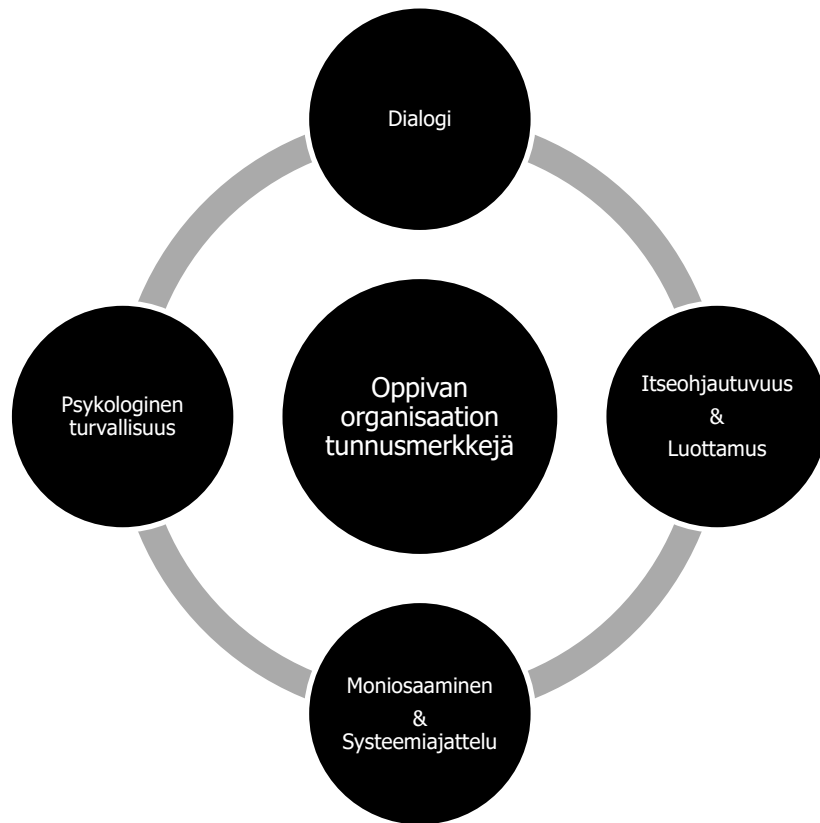 Dialogi
Psykologinen
turvallisuus
Oppivan
organisaation
tunnusmerkkejä
Itseohjautuvuus
&
Luottamus
Moniosaaminen
&
Systeemiajattelu